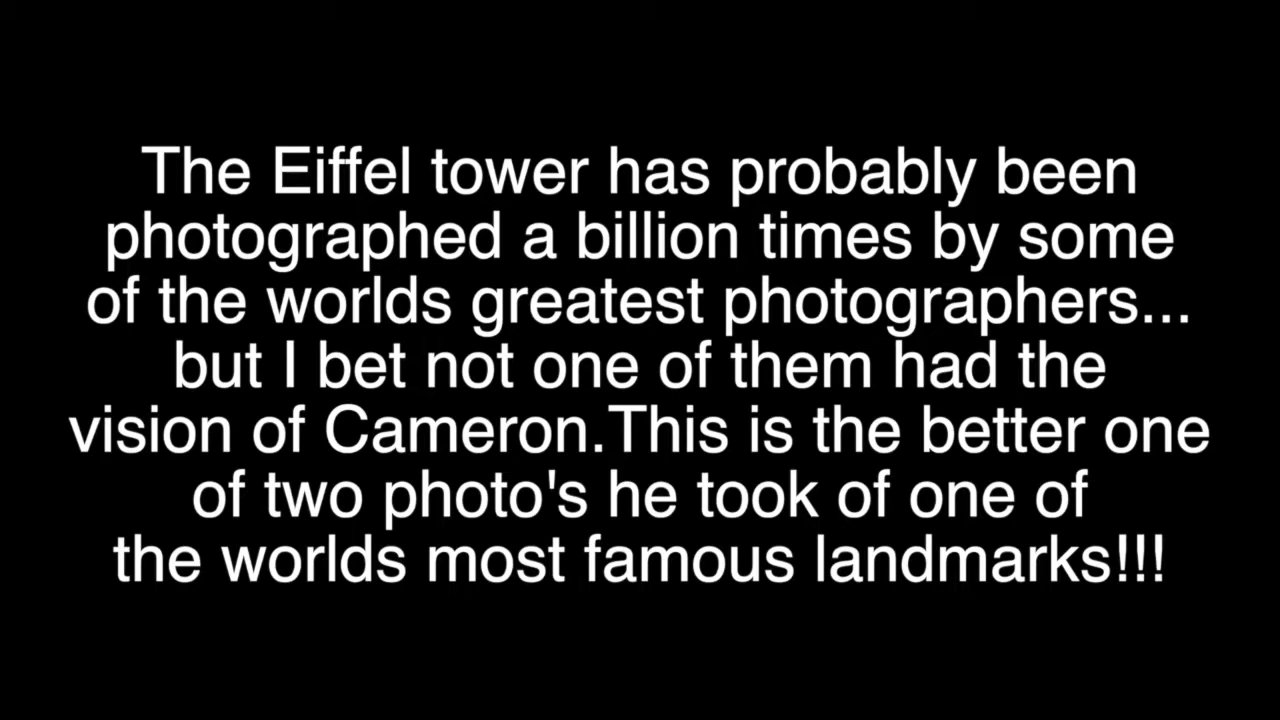 The Eiffel tower has probably been
photographed a billion times by some
of the worlds greatest photographers...
but I bet not one of them had the
vision of Cameron.This is the better one
of two photo's he took of one of
the worlds most famous landmarks!!!